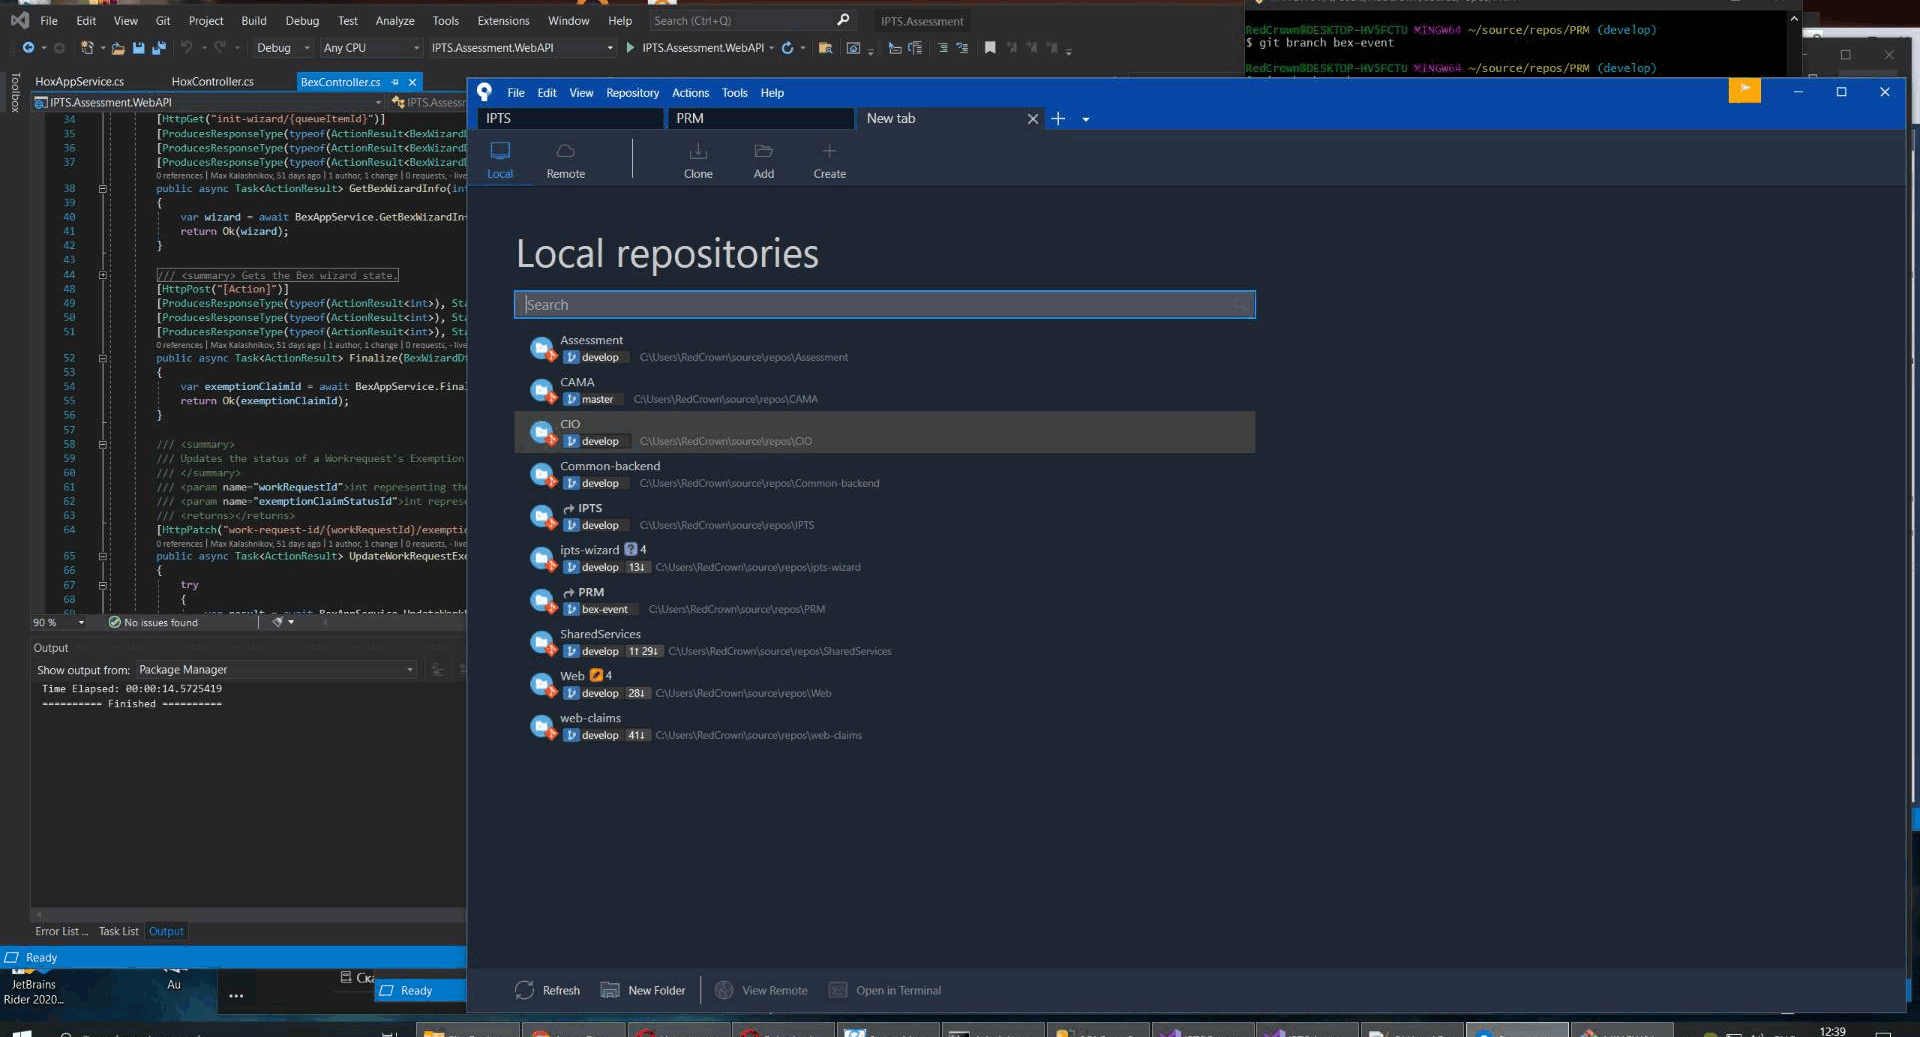 File Edit View Git Project Build Debug Test Analyze Tools Extensions Window Help Search (Ctrl+Q) IPTS.Assessment
Debug Any CPU IPTS.Assessment.WebAPI IPTS.Assessment.WebAPI
Toolbox
HoxAppService.cs HoxController.cs BexController.cs
IPTS.Assessment.WebAPI
34 [HttpGet("init-wizard/{queueItemId}")]
35 [ProducesResponseType(typeof(ActionResult<BexWizardD
36 [ProducesResponseType(typeof(ActionResult<BexWizardD
37 [ProducesResponseType(typeof(ActionResult<BexWizardD
0 references | Max Kalashnikov, 51 days ago | 1 author, 1 change | 0 requests, - live
38 public async Task<ActionResult> GetBexWizardInfo(int
39 {
40 var wizard = await BexAppService.GetBexWizardIn
41 return Ok(wizard);
42 }
43
44 /// <summary> Gets the Bex wizard state.
48 [HttpPost("[Action]")]
49 [ProducesResponseType(typeof(ActionResult<int>), Sta
50 [ProducesResponseType(typeof(ActionResult<int>), Sta
51 [ProducesResponseType(typeof(ActionResult<int>), Sta
0 references | Max Kalashnikov, 51 days ago | 1 author, 1 change | 0 requests, - live
52 public async Task<ActionResult> Finalize(BexWizardD
53 {
54 var exemptionClaimId = await BexAppService.Fina
55 return Ok(exemptionClaimId);
56 }
57
58 /// <summary>
59 /// Updates the status of a Workrequest's Exemption
60 /// </summary>
61 /// <param name="workRequestId">int representing the
62 /// <param name="exemptionClaimStatusId">int repres
63 /// <returns></returns>
64 [HttpPatch("work-request-id/{workRequestId}/exemptio
0 references | Max Kalashnikov, 51 days ago | 1 author, 1 change | 0 requests, - live
65 public async Task<ActionResult> UpdateWorkRequestExe
66 {
67 try
68 {
90 % No issues found
Output
Show output from: Package Manager
Time Elapsed: 00:00:14.5725419
========== Finished ==========
Error List ... Task List Output
Ready
JetBrains
Rider 2020...
Au
...
Ready
RedCrown@DESKTOP-HV5FCTU MINGW64 ~/source/repos/PRM (develop)
$ git branch bex-event
RedCrown@DESKTOP-HV5FCTU MINGW64 ~/source/repos/PRM (develop)
File Edit View Repository Actions Tools Help
IPTS PRM New tab
Local Remote Clone Add Create
Local repositories
Search
Assessment
develop C:\Users\RedCrown\source\repos\Assessment
CAMA
master C:\Users\RedCrown\source\repos\CAMA
CIO
develop C:\Users\RedCrown\source\repos\CIO
Common-backend
develop C:\Users\RedCrown\source\repos\Common-backend
IPTS
develop C:\Users\RedCrown\source\repos\IPTS
ipts-wizard ? 4
develop 13↓ C:\Users\RedCrown\source\repos\ipts-wizard
PRM
bex-event C:\Users\RedCrown\source\repos\PRM
SharedServices
develop 1↑ 29↓ C:\Users\RedCrown\source\repos\SharedServices
Web 4
develop 28↓ C:\Users\RedCrown\source\repos\Web
web-claims
develop 41↓ C:\Users\RedCrown\source\repos\web-claims
Refresh New Folder View Remote Open in Terminal
12:39